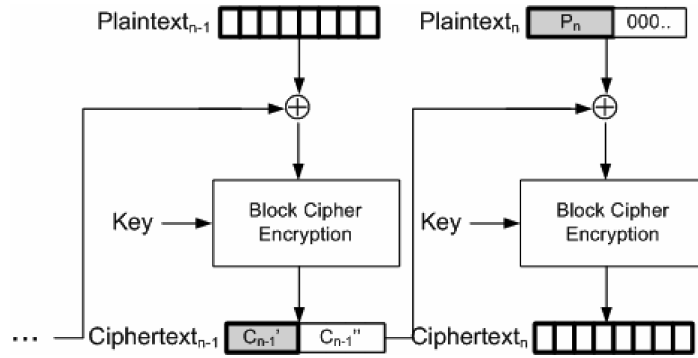 Plaintextₙ₋₁
Plaintextₙ Pₙ 000..
Key Block Cipher
Encryption
Key Block Cipher
Encryption
... Ciphertextₙ₋₁ Cₙ₋₁' Cₙ₋₁''
Ciphertextₙ